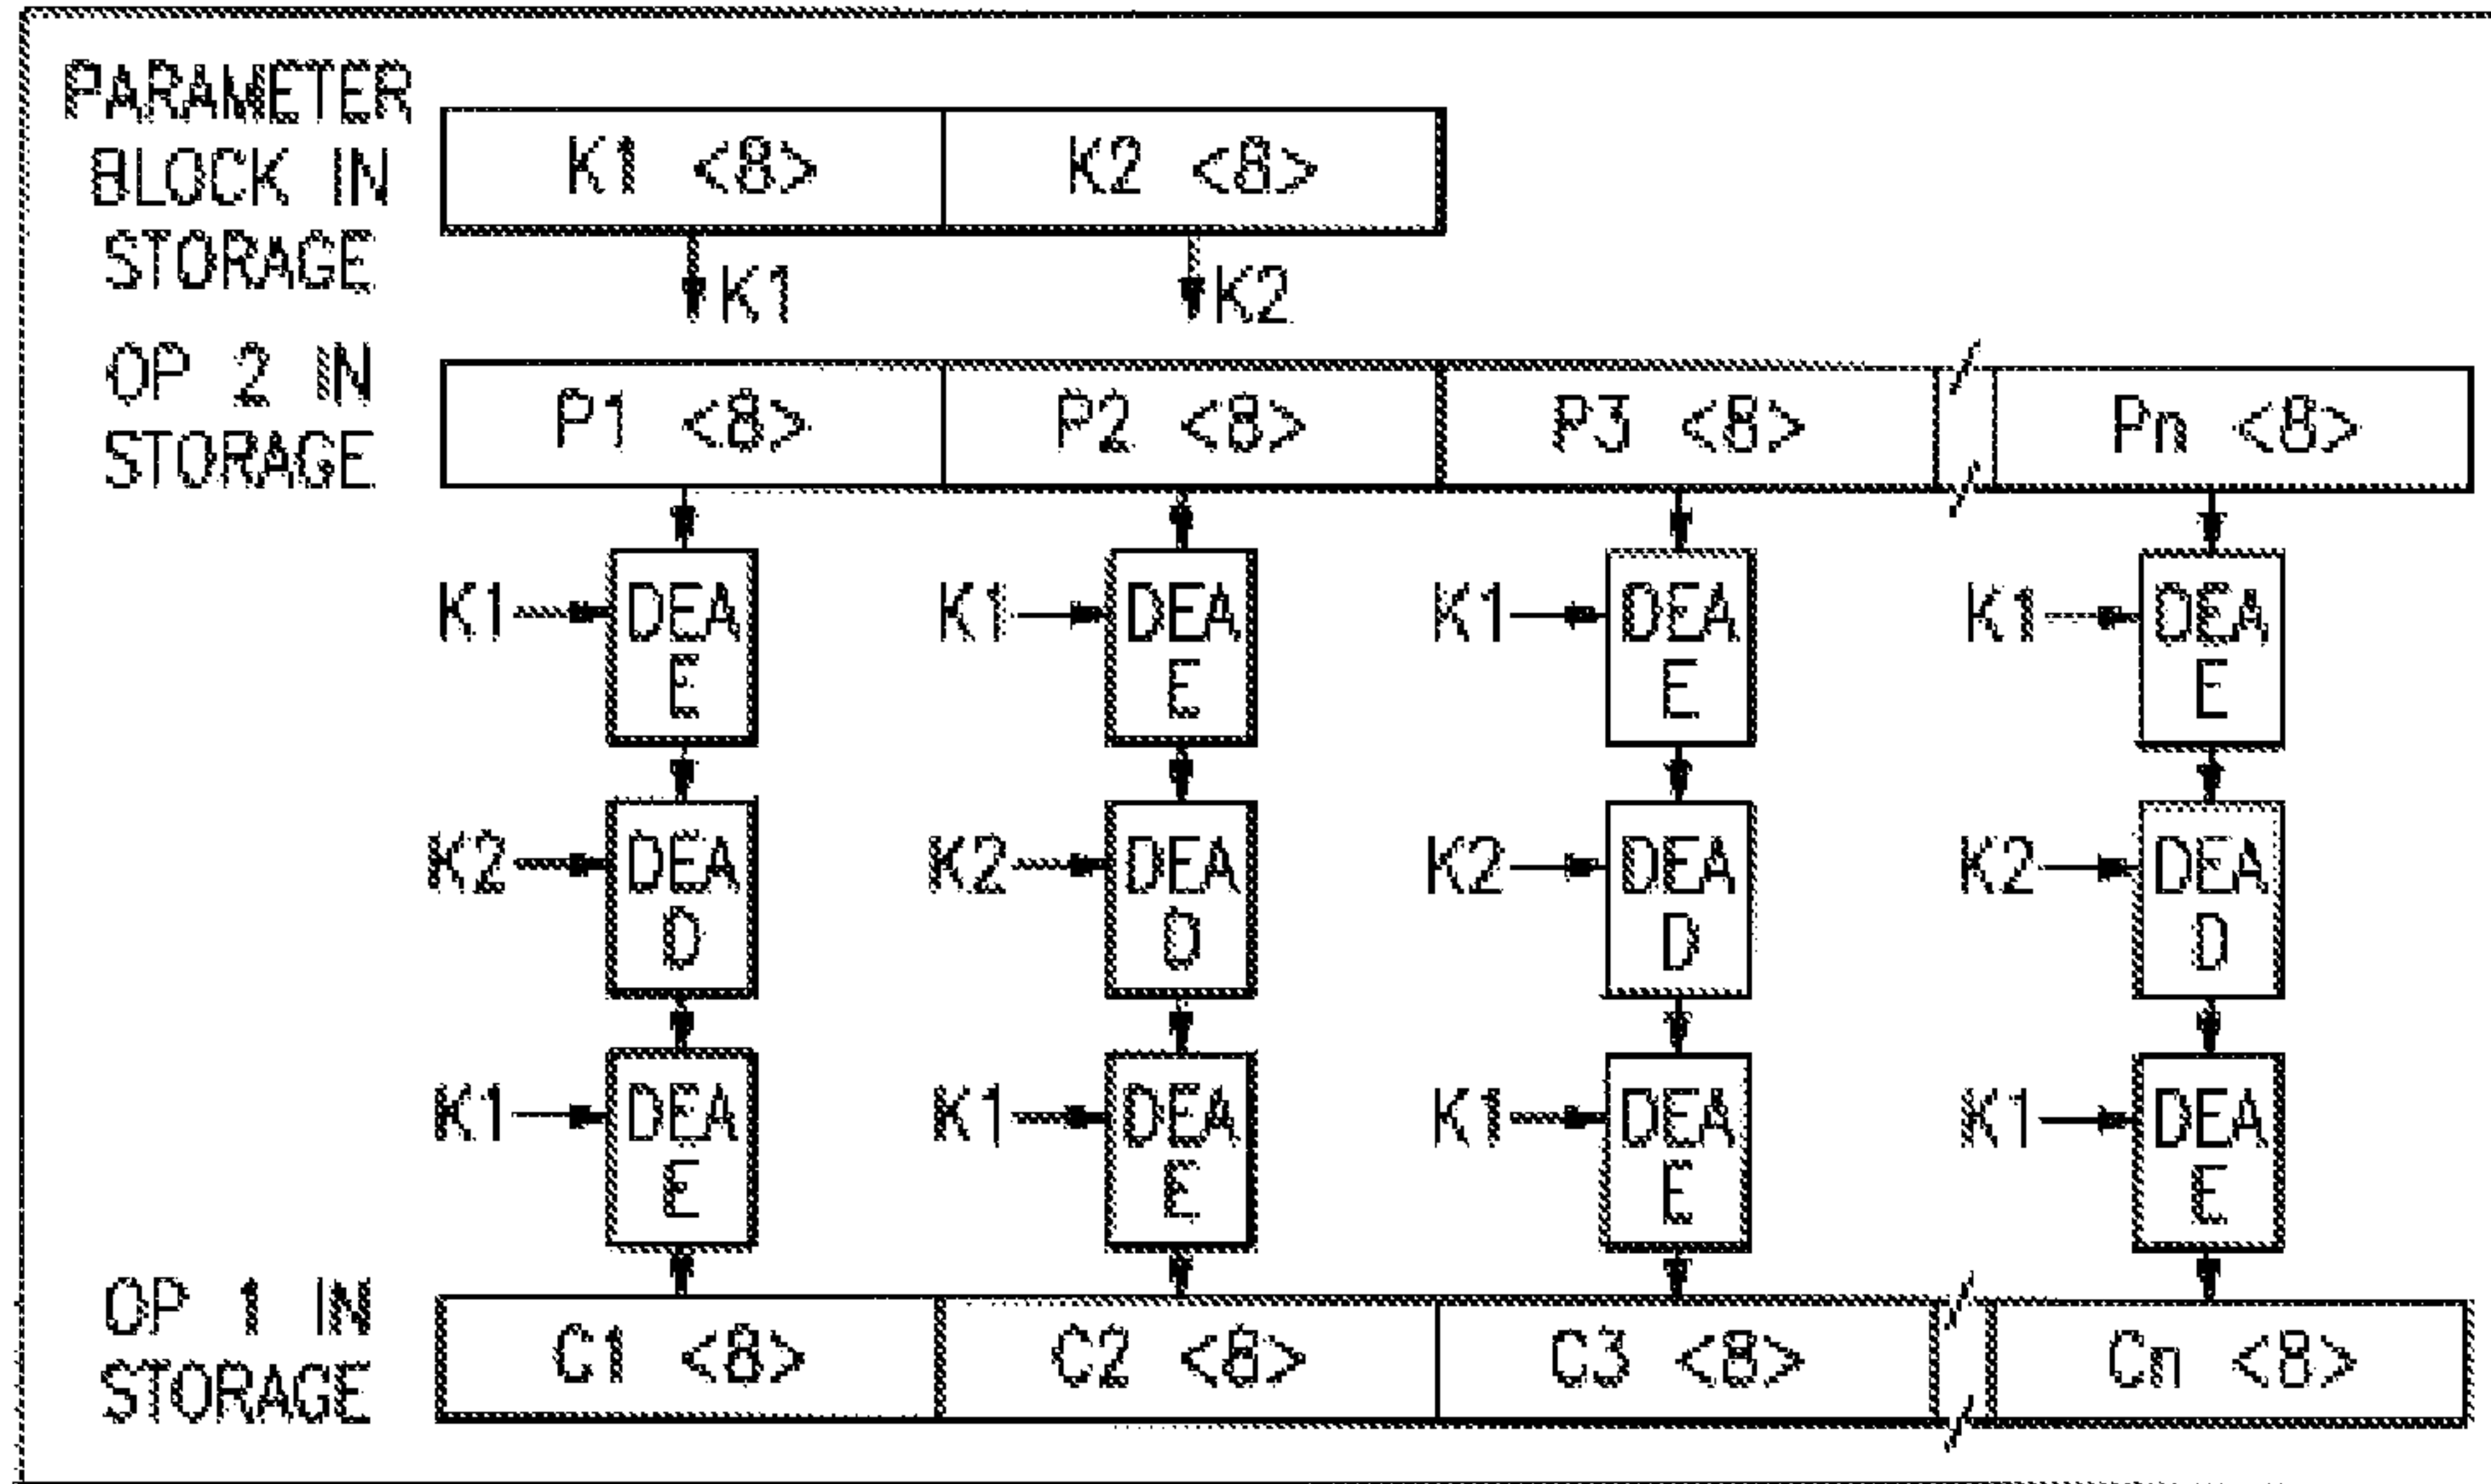 PARAMETER
BLOCK IN
STORAGE
K1 <8> K2 <8>
K1 K2
OP 2 IN
STORAGE
P1 <8> P2 <8> P3 <8> Pn <8>
K1 DEA K1 DEA K1 DEA K1 DEA
E E E E
K2 DEA K2 DEA K2 DEA K2 DEA
D D D D
K1 DEA K1 DEA K1 DEA K1 DEA
E E E E
OP 1 IN
STORAGE
C1 <8> C2 <8> C3 <8> Cn <8>